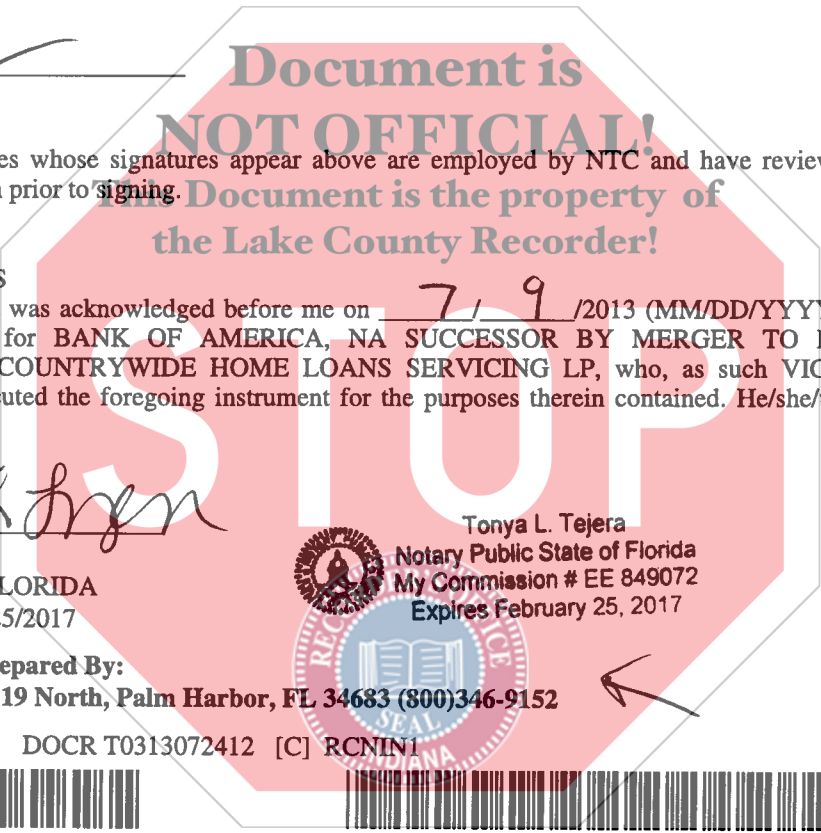 Document is
NOT OFFICIAL!
es whose signatures appear above are employed by NTC and have review
prior to signing.
This Document is the property of
the Lake County Recorder!
S
was acknowledged before me on 7 / 9 /2013 (MM/DD/YYYY
for BANK OF AMERICA, NA SUCCESSOR BY MERGER TO
COUNTRYWIDE HOME LOANS SERVICING LP, who, as such VIC
uted the foregoing instrument for the purposes therein contained. He/she/
STOP
Tonya L. Tejera
Notary Public State of Florida
My Commission # EE 849072
Expires February 25, 2017
LORIDA
5/2017
RECORDER'S OFFICE
SEAL
INDIANA
epared By:
19 North, Palm Harbor, FL 34683 (800)346-9152
DOCR T0313072412 [C] RCNIN1